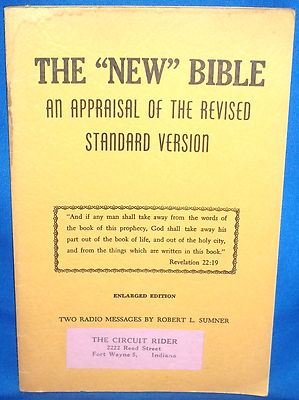 THE “NEW” BIBLE
AN APPRAISAL OF THE REVISED
STANDARD VERSION
"And if any man shall take away from the words of
the book of this prophecy, God shall take away his
part out of the book of life, and out of the holy city,
and from the things which are written in this book."
Revelation 22:19
ENLARGED EDITION
TWO RADIO MESSAGES BY ROBERT L. SUMNER
THE CIRCUIT RIDER
2222 Reed Street
Fort Wayne 5, Indiana